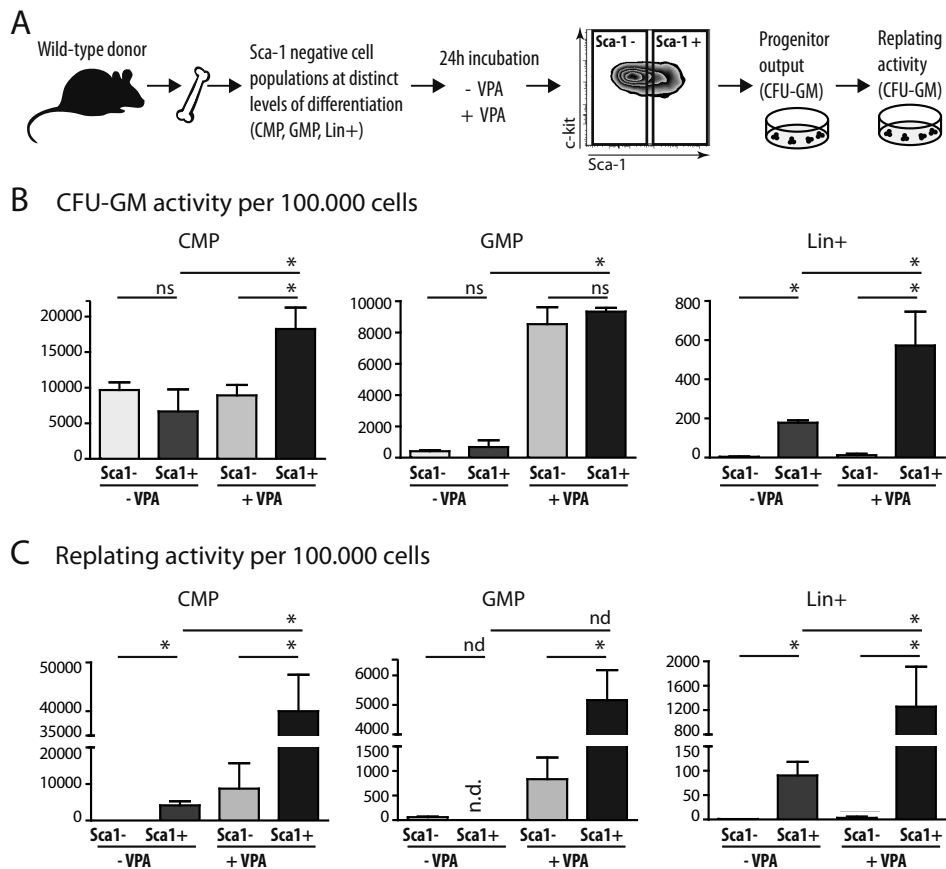 A
Wild-type donor
Sca-1 negative cell
populations at distinct
levels of differentiation
(CMP, GMP, Lin+)
24h incubation
- VPA
+ VPA
Sca-1 - Sca-1 +
c-kit
Sca-1
Progenitor
output
(CFU-GM)
Replating
activity
(CFU-GM)
B CFU-GM activity per 100.000 cells
CMP
*
ns *
20000
15000
10000
5000
0
Sca1- Sca1+ Sca1- Sca1+
- VPA + VPA
GMP
*
ns ns
10000
8000
6000
4000
2000
0
Sca1- Sca1+ Sca1- Sca1+
- VPA + VPA
Lin+
*
* *
800
600
400
200
0
Sca1- Sca1+ Sca1- Sca1+
- VPA + VPA
C Replating activity per 100.000 cells
CMP
*
* *
50000
40000
35000
20000
10000
0
Sca1- Sca1+ Sca1- Sca1+
- VPA + VPA
GMP
nd
nd *
6000
5000
4000
1500
1000
500
0
n.d.
Sca1- Sca1+ Sca1- Sca1+
- VPA + VPA
Lin+
*
* *
2000
1600
1200
800
150
100
50
0
Sca1- Sca1+ Sca1- Sca1+
- VPA + VPA